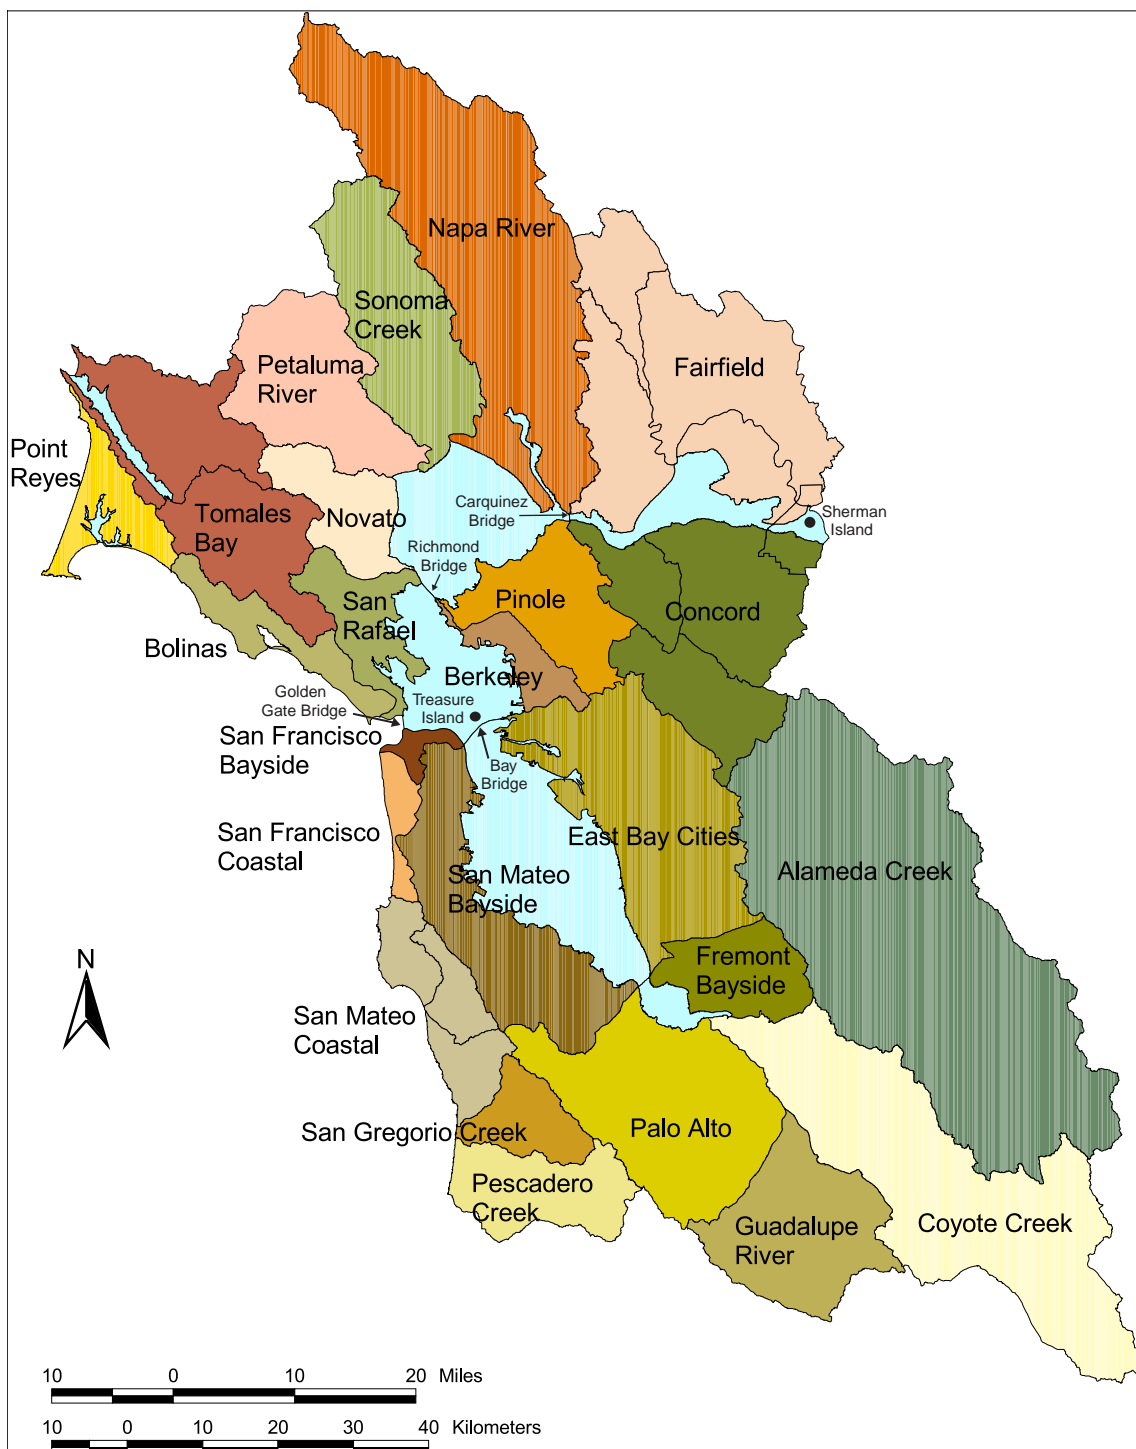 Napa River
Sonoma
Creek
Petaluma
River
Fairfield
Point
Reyes
Tomales
Bay
Novato
Carquinez
Bridge
Sherman
Island
Richmond
Bridge
San
Rafael
Pinole
Concord
Bolinas
Berkeley
Golden
Gate Bridge
Treasure
Island
San Francisco
Bayside
Bay
Bridge
San Francisco
Coastal
East Bay Cities
San Mateo
Bayside
Alameda Creek
N
Fremont
Bayside
San Mateo
Coastal
San Gregorio Creek
Palo Alto
Pescadero
Creek
Guadalupe
River
Coyote Creek
10 0 10 20 Miles
10 0 10 20 30 40 Kilometers